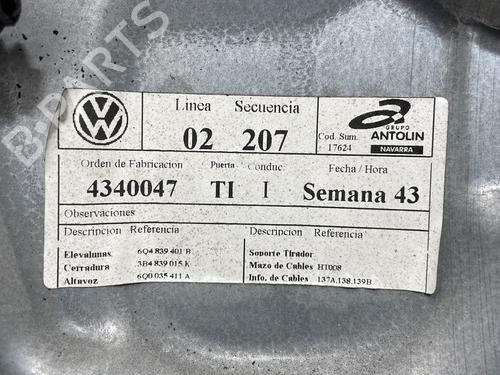 Linea Secuencia
02 207
Cod. Sum.
17624
GRUPO
ANTOLIN
NAVARRA
Orden de Fabricacion Puerta Conduc Fecha / Hora
4340047 TI I Semana 43
Observaciones
Descripcion Referencia Descripcion Referencia
Elevalunas 6Q4 839 401 B
Cerradura 3B4 839 015 K
Altavoz 6Q0 035 411 A
Soporte Tirador
Mazo de Cables HT008
Info. de Cables 137A.138.139B
B-PARTS